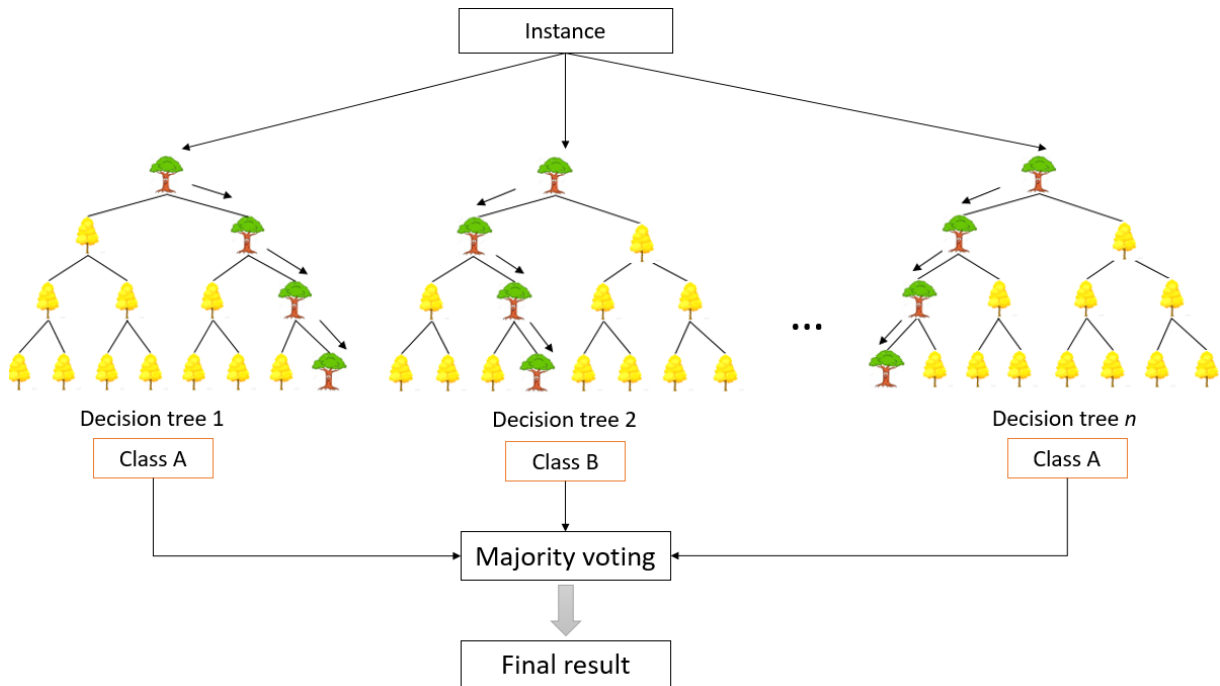 Instance
...
Decision tree 1
Decision tree 2
Decision tree n
Class A
Class B
Class A
Majority voting
Final result